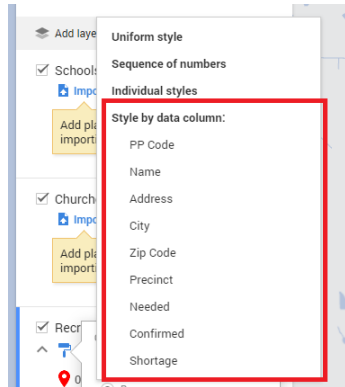 Add laye
Uniform style
Sequence of numbers
Individual styles
Style by data column:
PP Code
Name
Address
City
Zip Code
Precinct
Needed
Confirmed
Shortage
Schools
Impo
Add pla
importi
Church
Impo
Add pla
importi
Recr